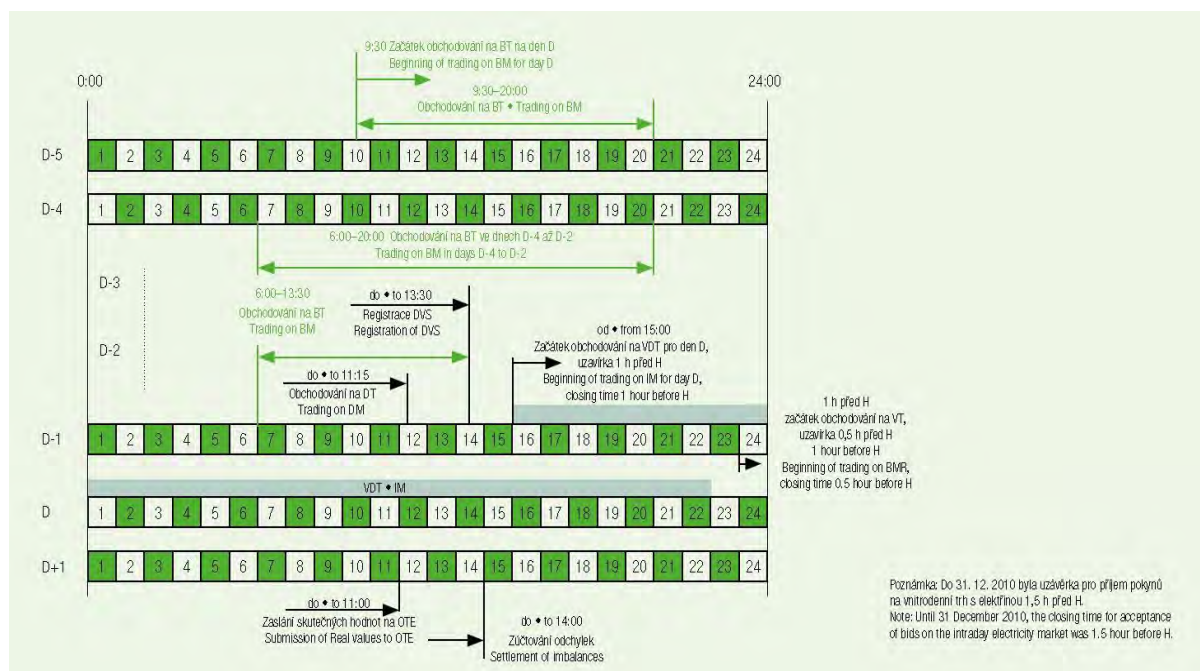 9:30 Začátek obchodování na BT na den D
Beginning of trading on BM for day D
0:00
24:00
9:30–20:00
Obchodování na BT • Trading on BM
D-5
1 2 3 4 5 6 7 8 9 10 11 12 13 14 15 16 17 18 19 20 21 22 23 24
D-4
1 2 3 4 5 6 7 8 9 10 11 12 13 14 15 16 17 18 19 20 21 22 23 24
6:00–20:00 Obchodování na BT ve dnech D-4 až D-2
Trading on BM in days D-4 to D-2
D-3
6:00–13:30
Obchodování na BT
Trading on BM
do • to 13:30
Registrace DVS
Registration of DVS
D-2
od • from 15:00
Začátek obchodování na VDT pro den D,
uzavírka 1 h před H
Beginning of trading on IM for day D,
closing time 1 hour before H
do • to 11:15
Obchodování na DT
Trading on DM
1 h před H
začátek obchodování na VT,
uzavírka 0,5 h před H
1 hour before H
Beginning of trading on BMR,
closing time 0.5 hour before H
D-1
1 2 3 4 5 6 7 8 9 10 11 12 13 14 15 16 17 18 19 20 21 22 23 24
VDT • IM
D
1 2 3 4 5 6 7 8 9 10 11 12 13 14 15 16 17 18 19 20 21 22 23 24
D+1
1 2 3 4 5 6 7 8 9 10 11 12 13 14 15 16 17 18 19 20 21 22 23 24
do • to 11:00
Zaslání skutečných hodnot na OTE
Submission of Real values to OTE
do • to 14:00
Zúčtování odchylek
Settlement of imbalances
Poznámka: Do 31. 12. 2010 byla uzávěrka pro příjem pokynů
na vnitrodenní trh s elektřinou 1,5 h před H.
Note: Until 31 December 2010, the closing time for acceptance
of bids on the intraday electricity market was 1.5 hour before H.